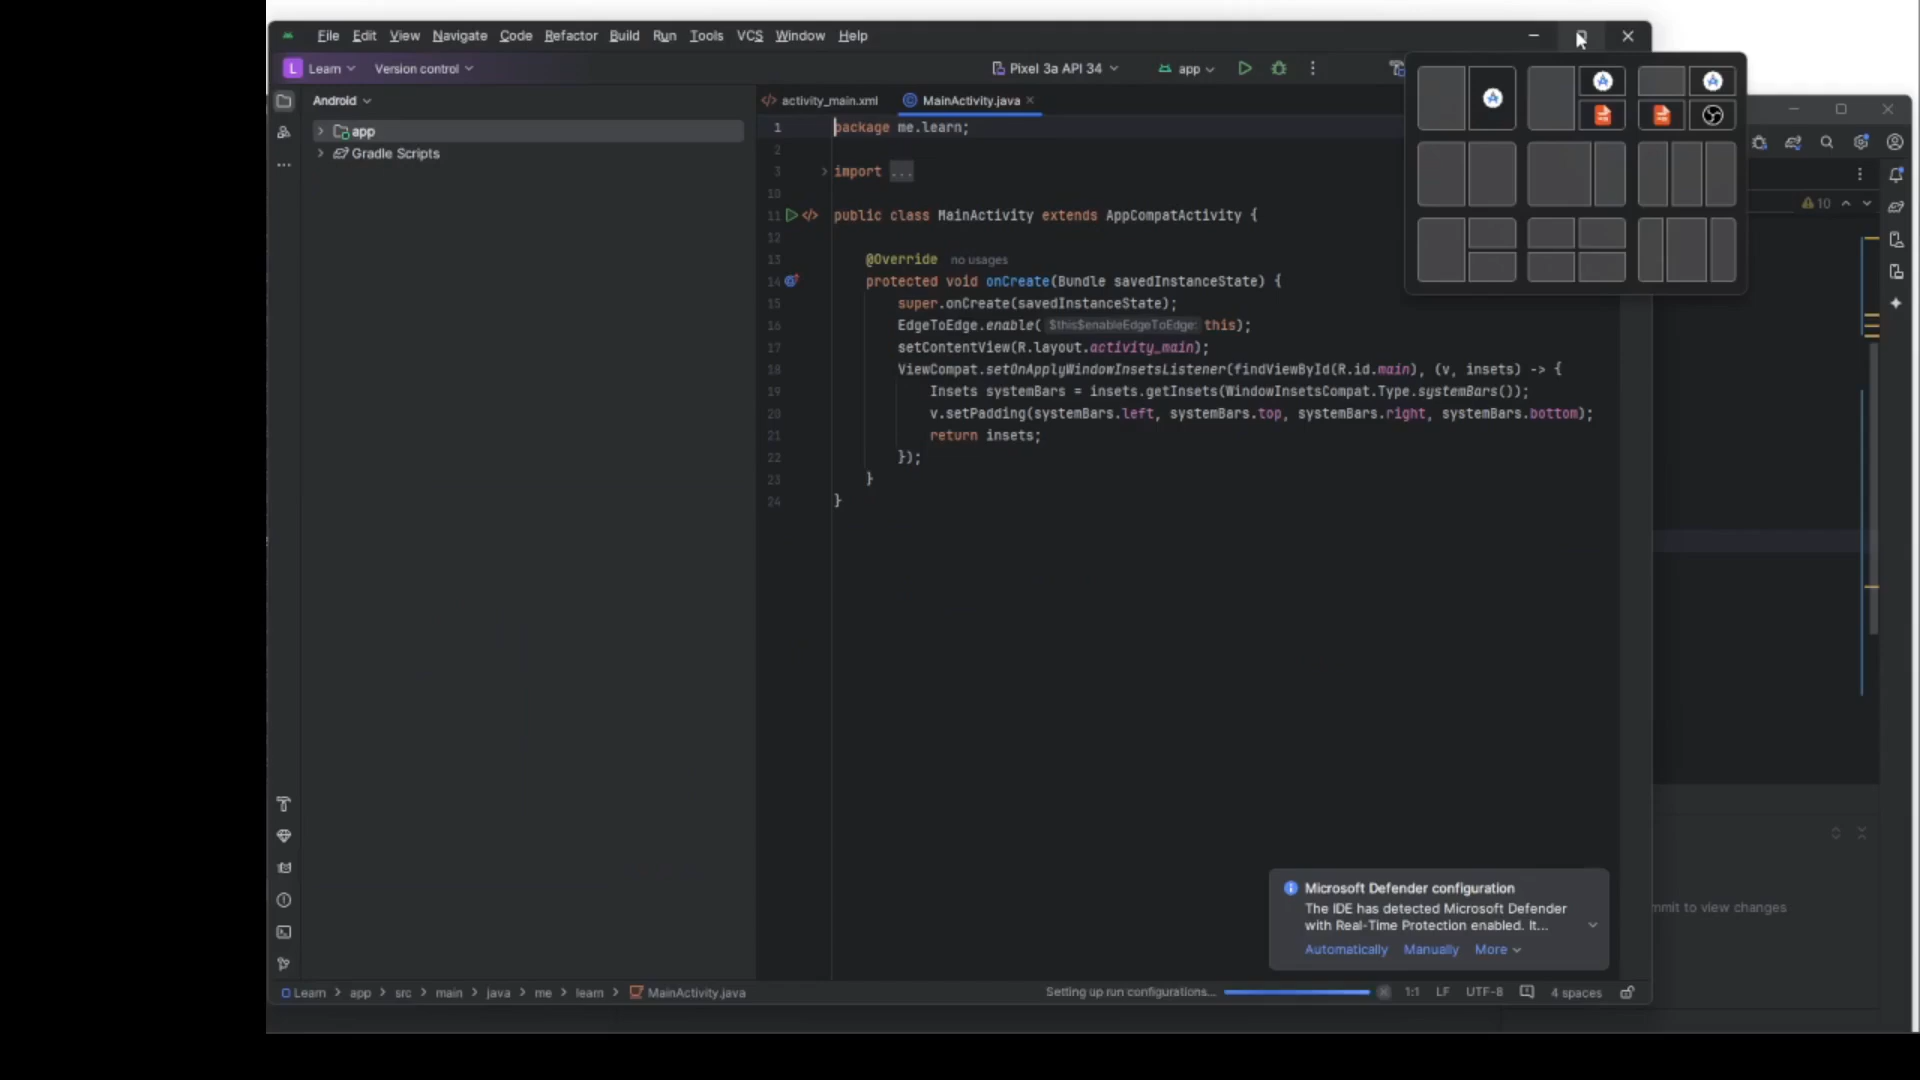 File Edit View Navigate Code Refactor Build Run Tools VCS Window Help
L Learn Version control Pixel 3a API 34 app
Android
activity_main.xml MainActivity.java
app
Gradle Scripts
1 package me.learn;
2
3 import ...
10
11 public class MainActivity extends AppCompatActivity {
12
13 @Override no usages
14 protected void onCreate(Bundle savedInstanceState) {
15 super.onCreate(savedInstanceState);
16 EdgeToEdge.enable( $this$enableEdgeToEdge: this);
17 setContentView(R.layout.activity_main);
18 ViewCompat.setOnApplyWindowInsetsListener(findViewById(R.id.main), (v, insets) -> {
19 Insets systemBars = insets.getInsets(WindowInsetsCompat.Type.systemBars());
20 v.setPadding(systemBars.left, systemBars.top, systemBars.right, systemBars.bottom);
21 return insets;
22 });
23 }
24 }
10
Microsoft Defender configuration
The IDE has detected Microsoft Defender
with Real-Time Protection enabled. It...
Automatically Manually More
to view changes
Learn > app > src > main > java > me > learn > MainActivity.java
Setting up run configurations... 1:1 LF UTF-8 4 spaces